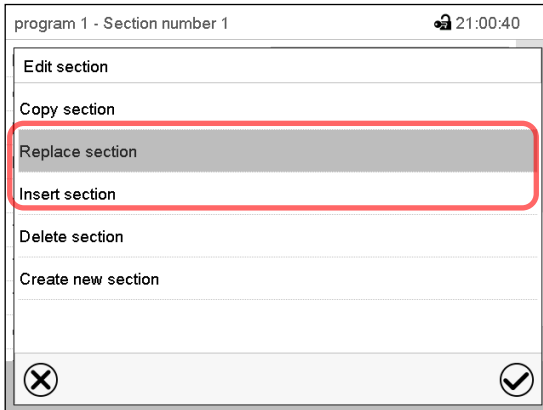 program 1 - Section number 1 21:00:40
Edit section
Copy section
Replace section
Insert section
Delete section
Create new section